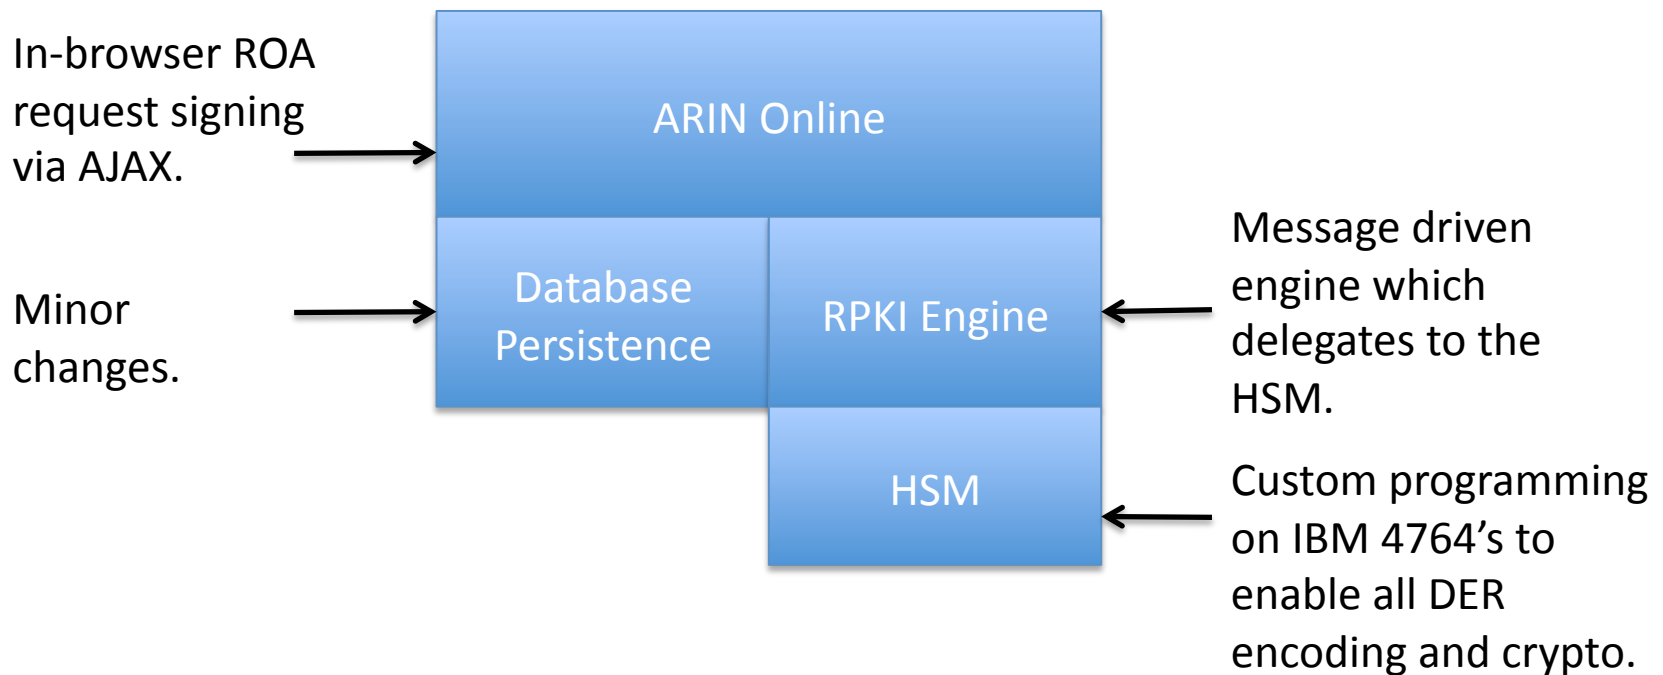 In-browser ROA
request signing
via AJAX.
ARIN Online
Minor
changes.
Database
Persistence
RPKI Engine
Message driven
engine which
delegates to the
HSM.
HSM
Custom programming
on IBM 4764’s to
enable all DER
encoding and crypto.